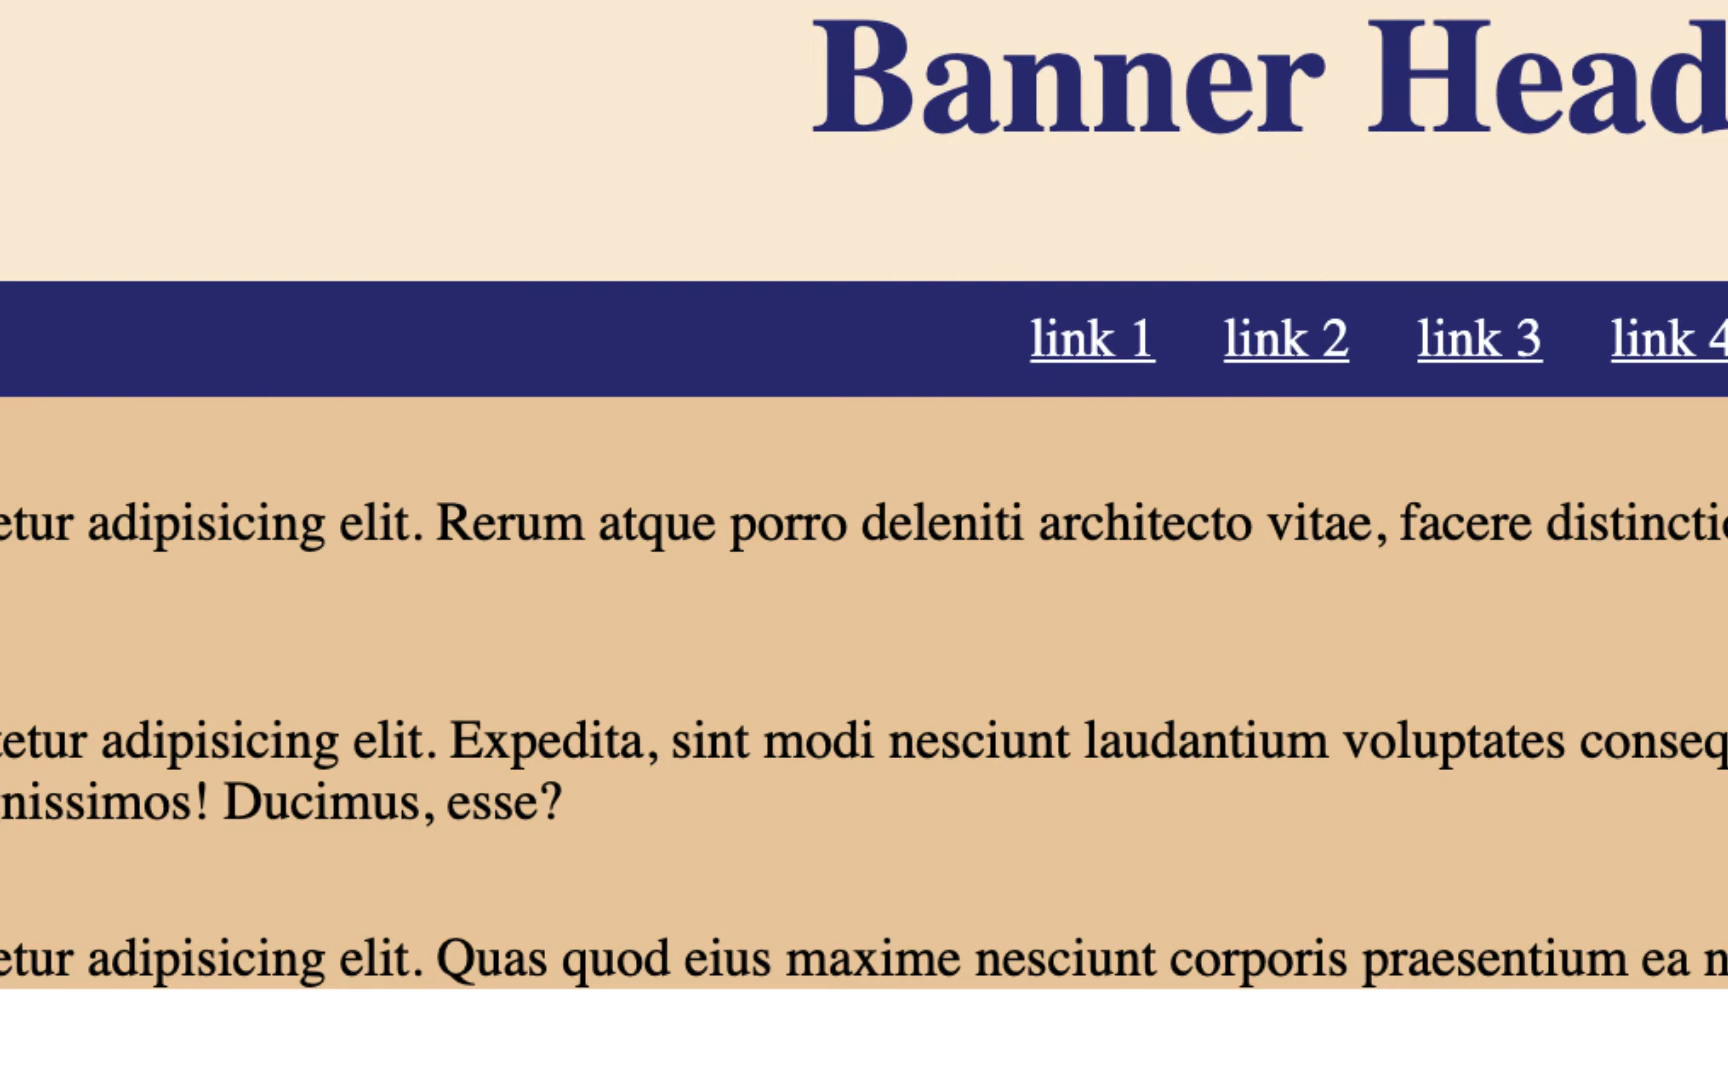 Banner Head
link 1 link 2 link 3 link 4
etur adipisicing elit. Rerum atque porro deleniti architecto vitae, facere distinctio
tetur adipisicing elit. Expedita, sint modi nesciunt laudantium voluptates conseq
nissimos! Ducimus, esse?
etur adipisicing elit. Quas quod eius maxime nesciunt corporis praesentium ea n